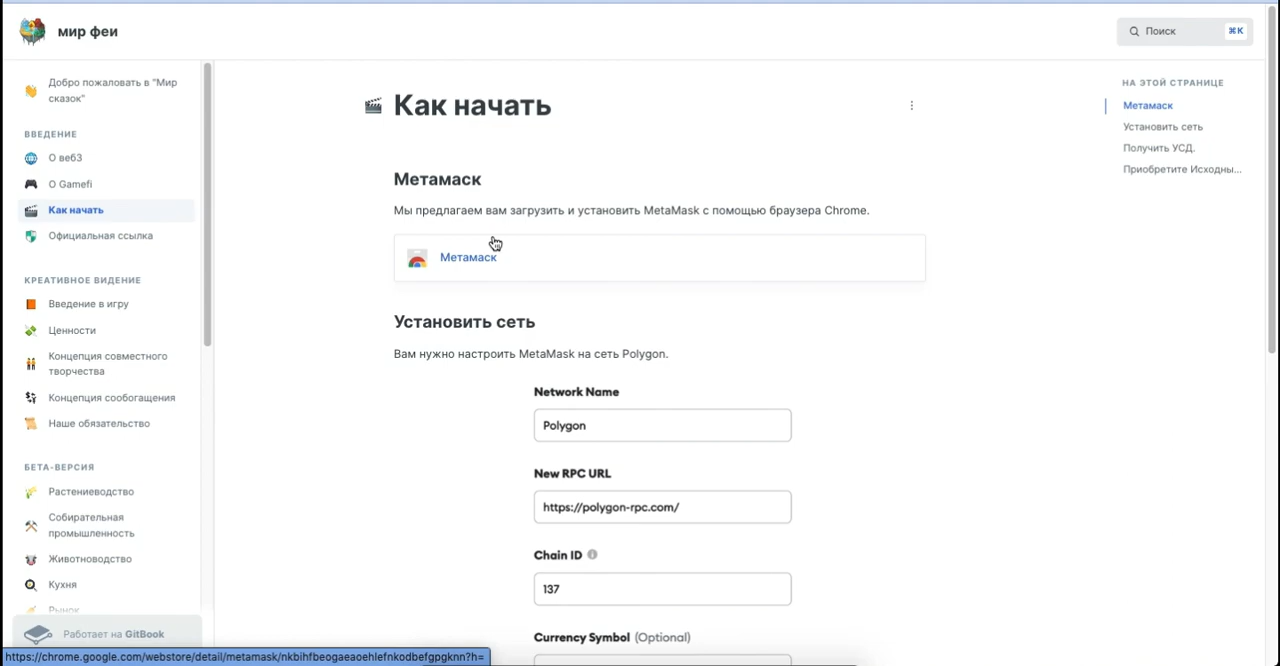 мир феи
Поиск
⌘K
Добро пожаловать в "Мир
сказок"
ВВЕДЕНИЕ
О веб3
О Gamefi
Как начать
Официальная ссылка
КРЕАТИВНОЕ ВИДЕНИЕ
Введение в игру
Ценности
Концепция совместного
творчества
Концепция сообогащения
Наше обязательство
БЕТА-ВЕРСИЯ
Растениеводство
Собирательная
промышленность
Животноводство
Кухня
Рынок
Работает на GitBook
Как начать
Метамаск
Мы предлагаем вам загрузить и установить MetaMask с помощью браузера Chrome.
Метамаск
Установить сеть
Вам нужно настроить MetaMask на сеть Polygon.
Network Name
Polygon
New RPC URL
https://polygon-rpc.com/
Chain ID
137
Currency Symbol (Optional)
НА ЭТОЙ СТРАНИЦЕ
Метамаск
Установить сеть
Получить УСД.
Приобретите Исходны...
https://chrome.google.com/webstore/detail/metamask/nkbihfbeogaeaoehlefnkodbefgpgknn?h=